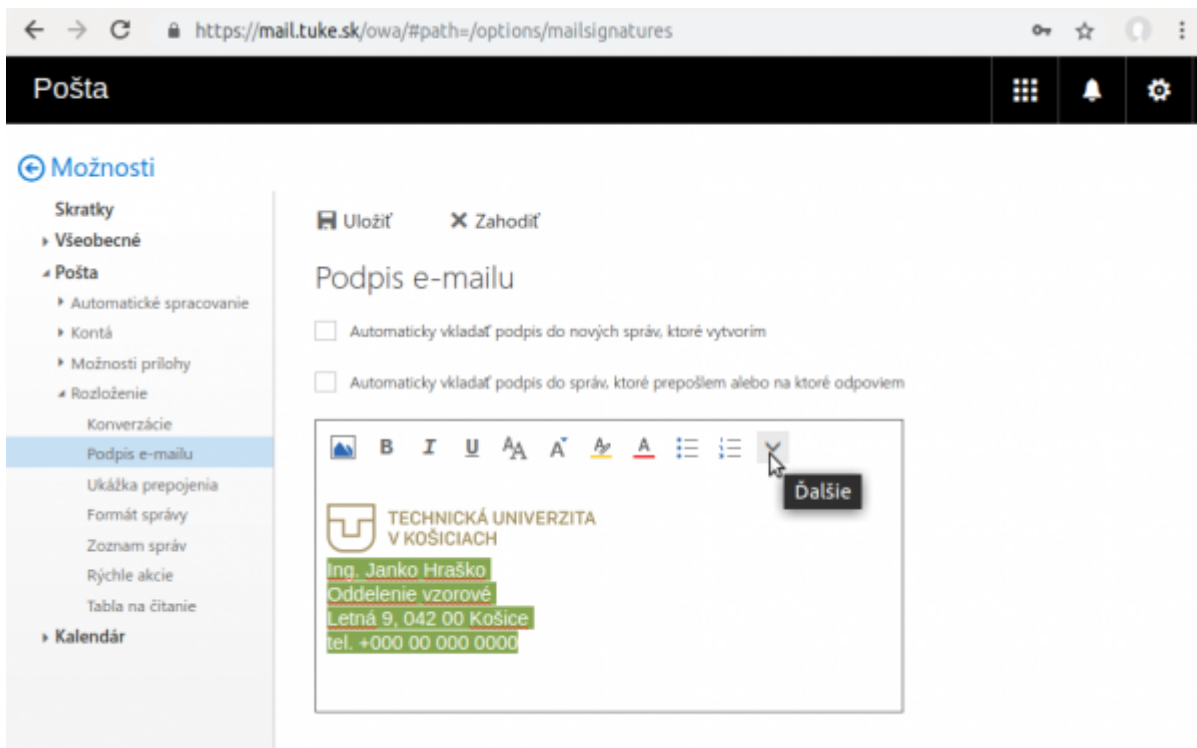 https://mail.tuke.sk/owa/#path=/options/mailsignatures
Pošta
Možnosti
Skratky
Všeobecné
Pošta
Automatické spracovanie
Kontá
Možnosti prílohy
Rozloženie
Konverzácie
Podpis e-mailu
Ukážka prepojenia
Formát správy
Zoznam správ
Rýchle akcie
Tabla na čítanie
Kalendár
Uložiť Zahodiť
Podpis e-mailu
Automaticky vkladať podpis do nových správ, ktoré vytvorím
Automaticky vkladať podpis do správ, ktoré prepošlem alebo na ktoré odpoviem
B I U AA A A A
Ďalšie
TECHNICKÁ UNIVERZITA
V KOŠICIACH
Ing. Janko Hraško
Oddelenie vzorové
Letná 9, 042 00 Košice
tel. +000 00 000 0000